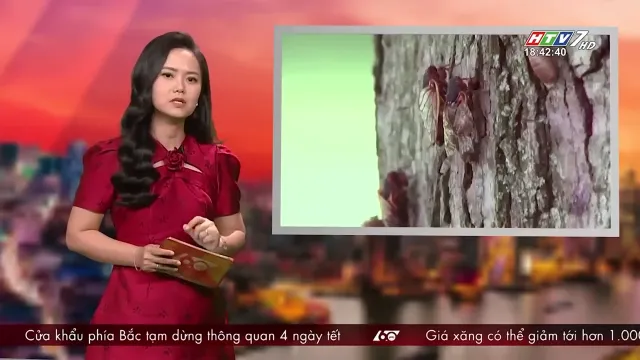 HTV7 HD
18:42:40
Cửa khẩu phía Bắc tạm dừng thông quan 4 ngày tết
60
Giá xăng có thể giảm tới hơn 1.000